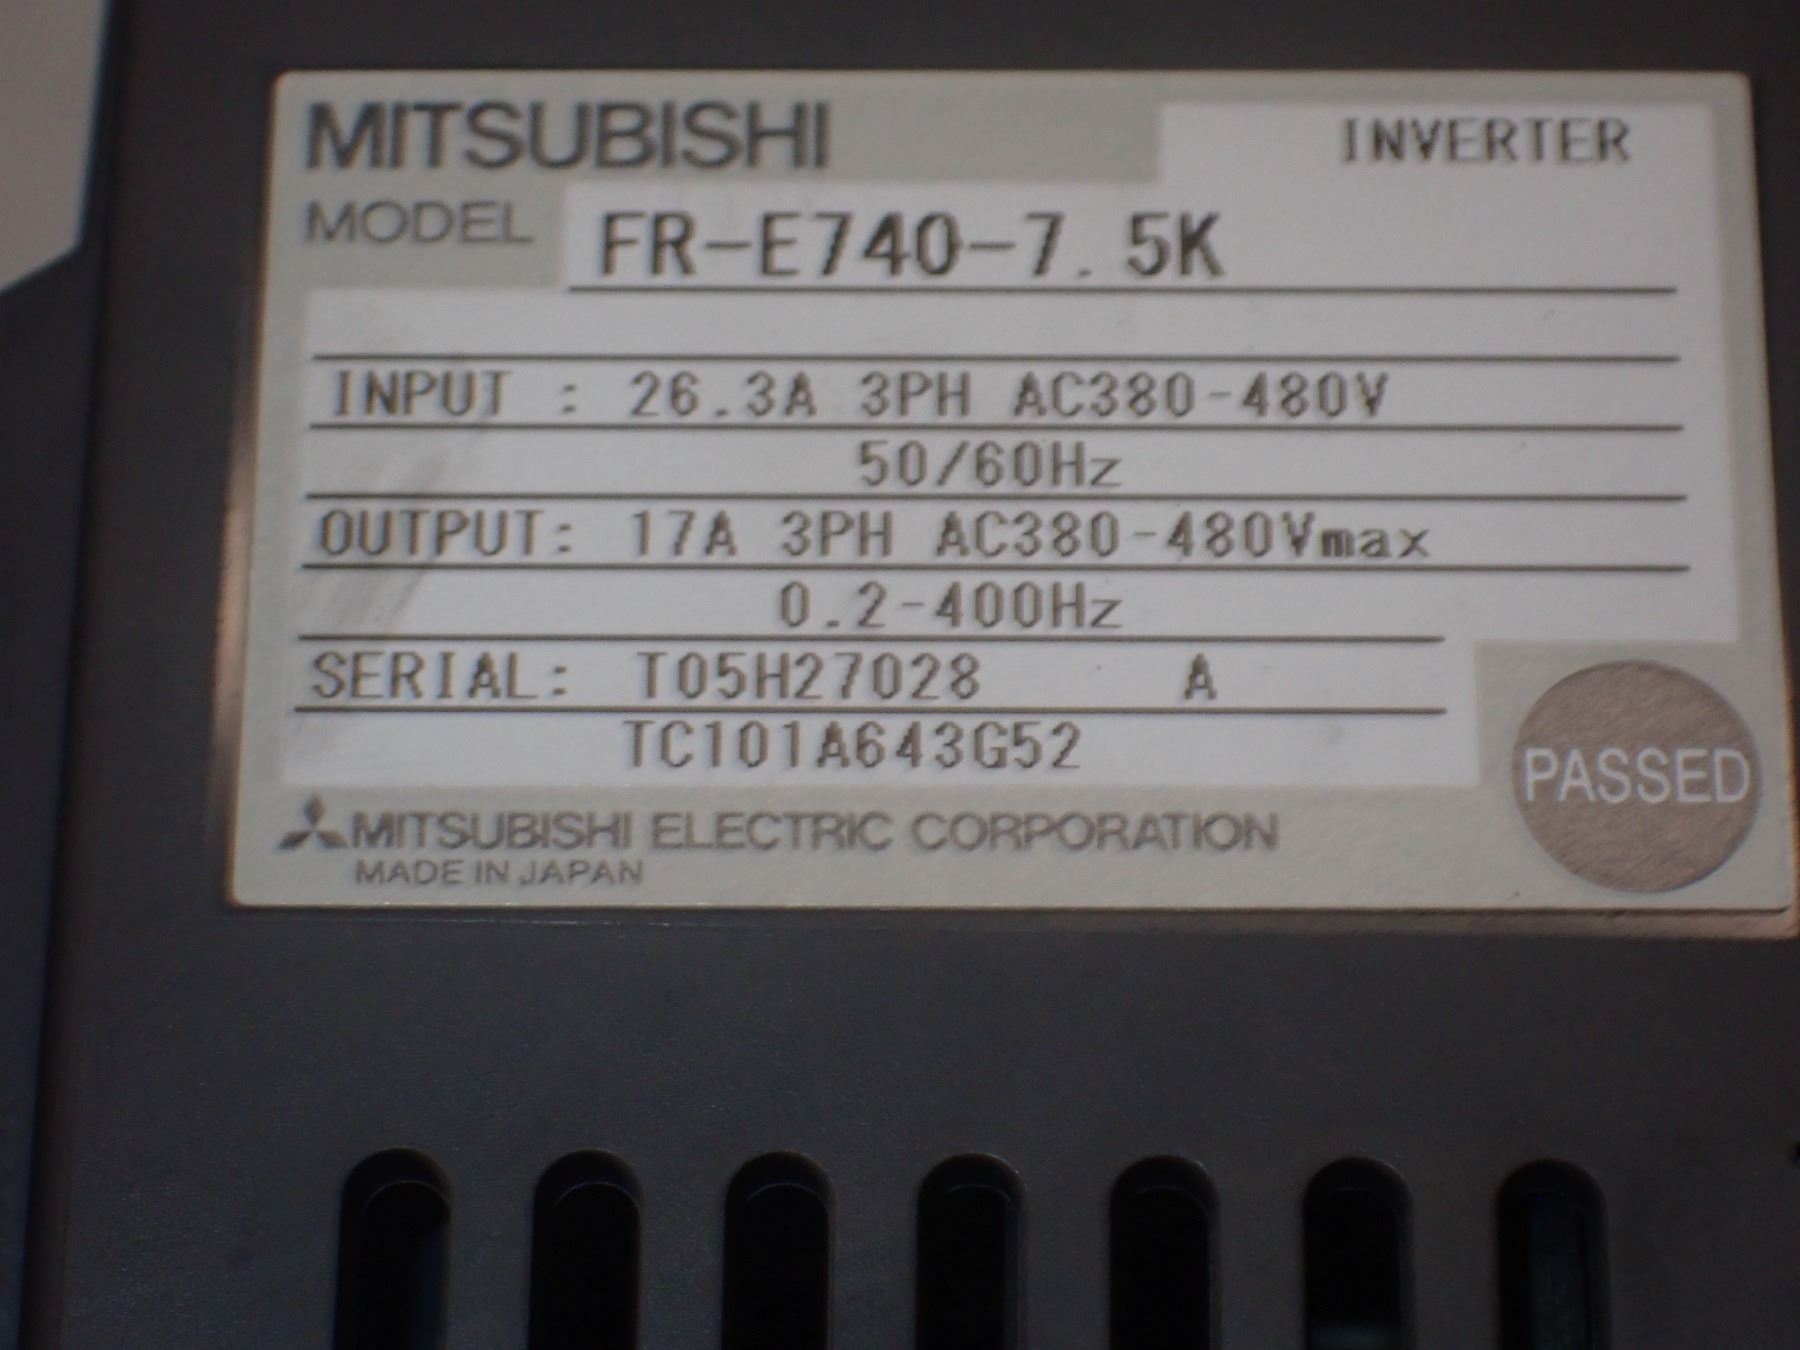 MITSUBISHI INVERTER
MODEL FR-E740-7.5K
INPUT : 26.3A 3PH AC380-480V
50/60Hz
OUTPUT: 17A 3PH AC380-480Vmax
0.2-400Hz
SERIAL: T05H27028 A
TC101A643G52
PASSED
MITSUBISHI ELECTRIC CORPORATION
MADE IN JAPAN